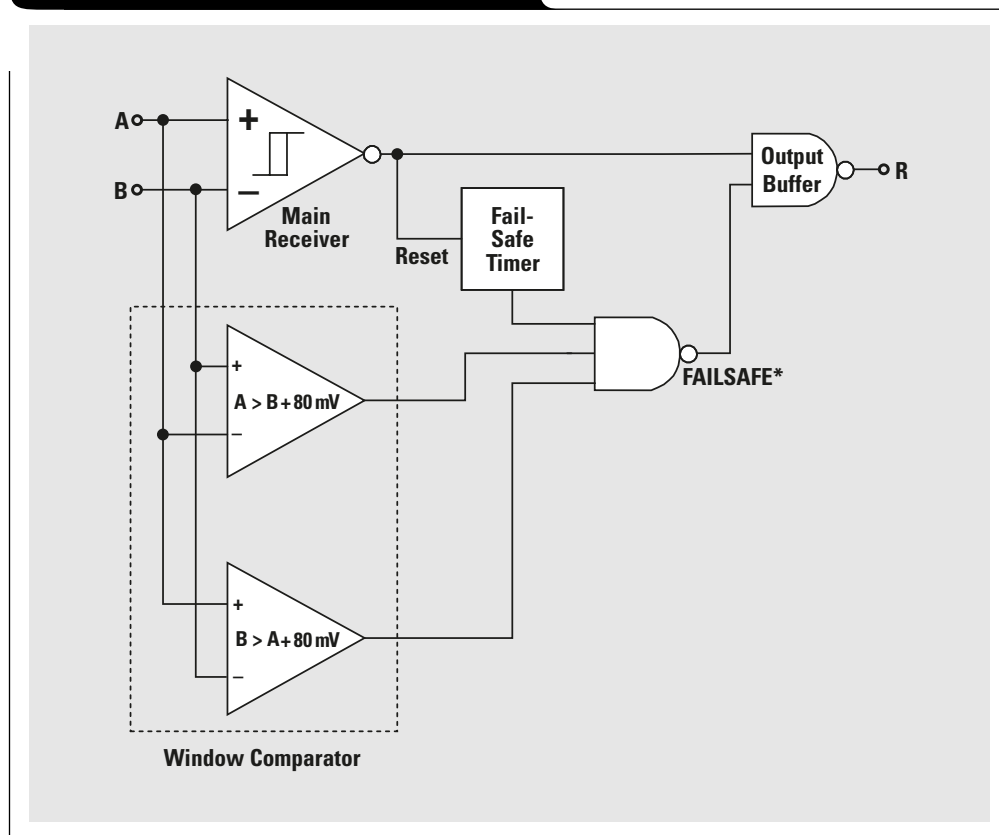 A
+
Output
Buffer
R
B
−
Main
Receiver
Fail-
Safe
Timer
Reset
+
A > B + 80 mV
−
FAILSAFE*
+
B > A + 80 mV
−
Window Comparator